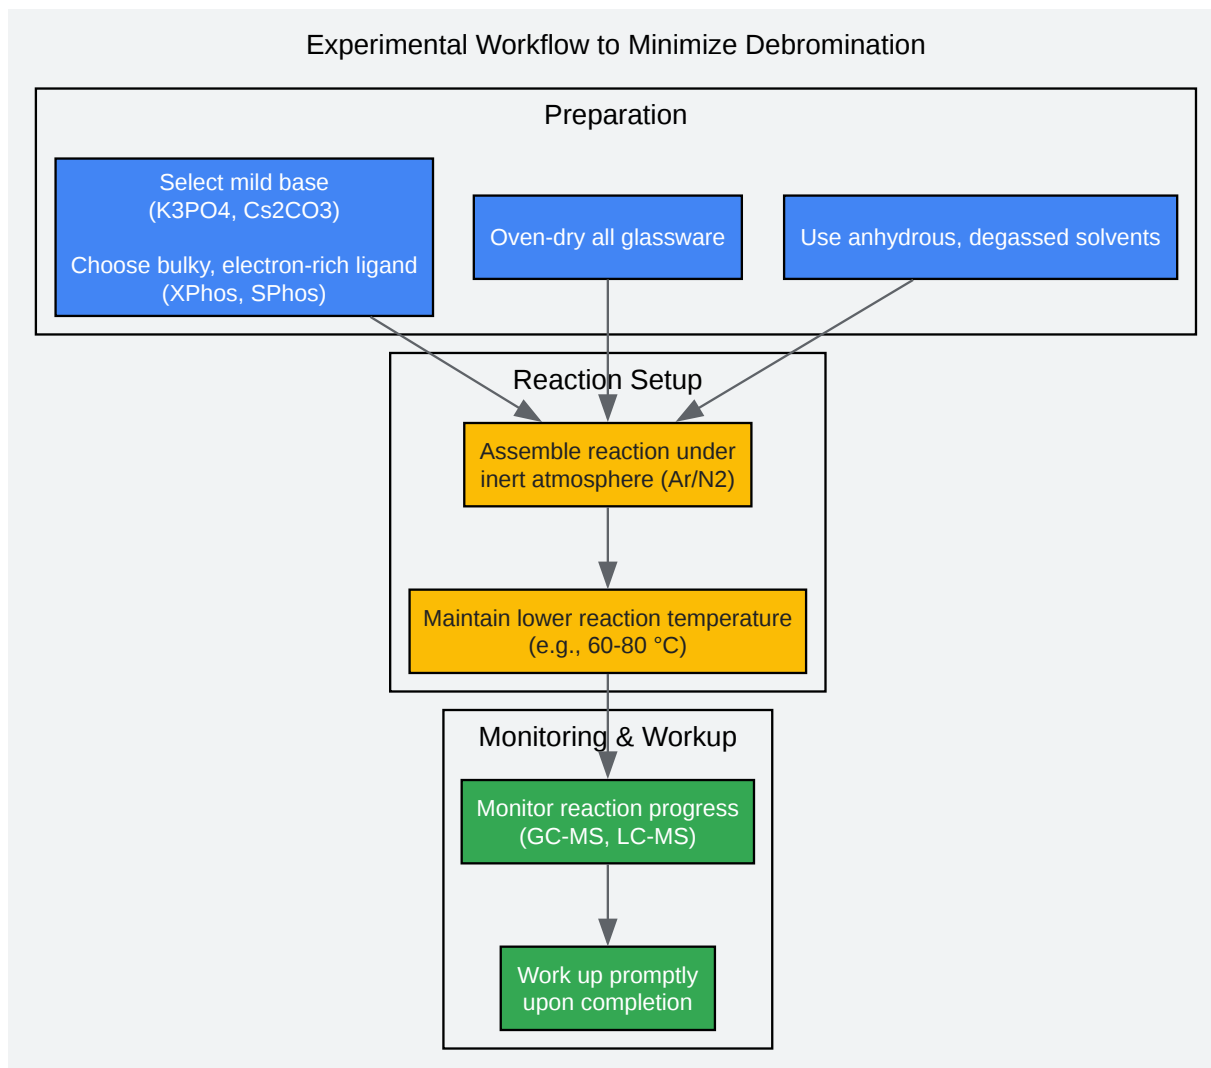 Experimental Workflow to Minimize Debromination
Preparation
Select mild base
(K3PO4, Cs2CO3)
Choose bulky, electron-rich ligand
(XPhos, SPhos)
Oven-dry all glassware
Use anhydrous, degassed solvents
Reaction Setup
Assemble reaction under
inert atmosphere (Ar/N2)
Maintain lower reaction temperature
(e.g., 60-80 °C)
Monitoring & Workup
Monitor reaction progress
(GC-MS, LC-MS)
Work up promptly
upon completion